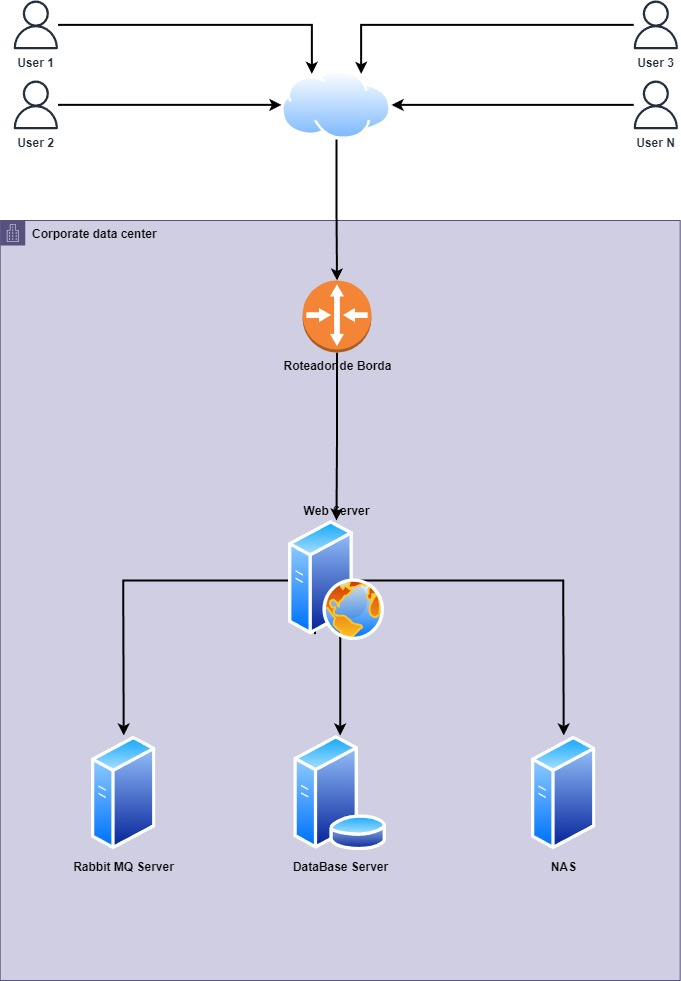 User 1
User 3
User 2
User N
Corporate data center
Roteador de Borda
Web Server
Rabbit MQ Server
DataBase Server
NAS